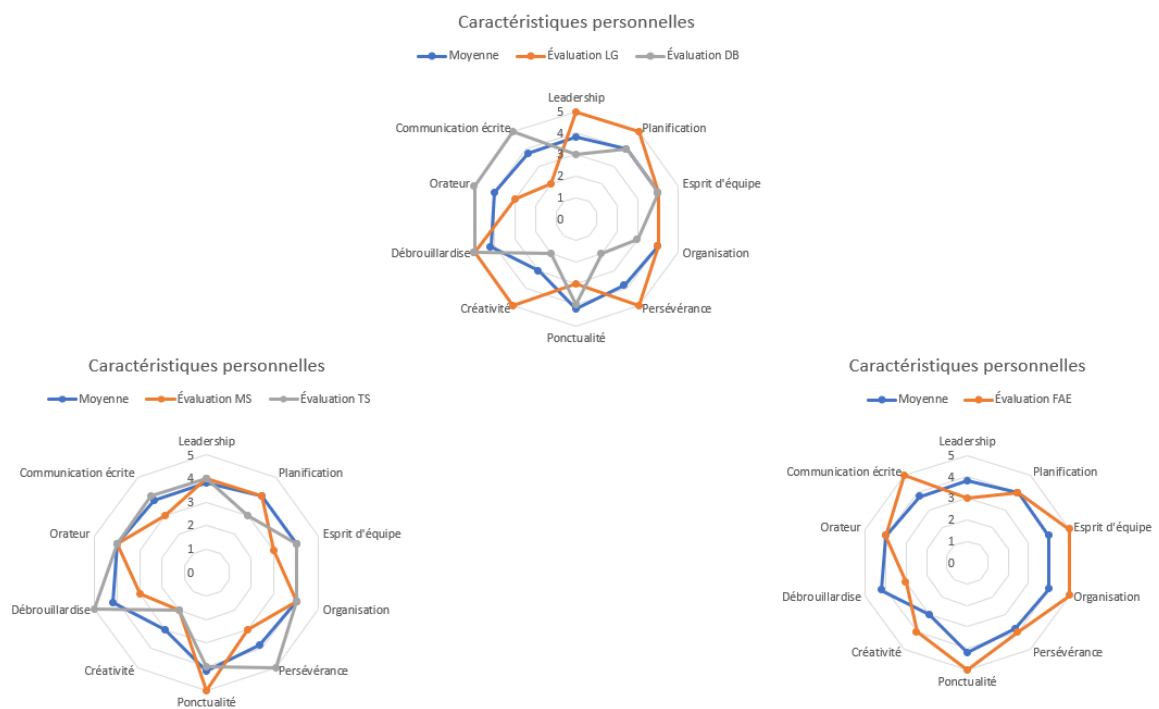 Caractéristiques personnelles
Moyenne Évaluation LG Évaluation DB
Leadership
5
Communication écrite Planification
4
3
Orateur Esprit d'équipe
2
1
0
Débrouillardise Organisation
Créativité Persévérance
Ponctualité
Caractéristiques personnelles
Moyenne Évaluation MS Évaluation TS
Leadership
5
Communication écrite Planification
4
3
Orateur Esprit d'équipe
2
1
0
Débrouillardise Organisation
Créativité Persévérance
Ponctualité
Caractéristiques personnelles
Moyenne Évaluation FAE
Leadership
5
Communication écrite Planification
4
3
Orateur Esprit d'équipe
2
1
0
Débrouillardise Organisation
Créativité Persévérance
Ponctualité